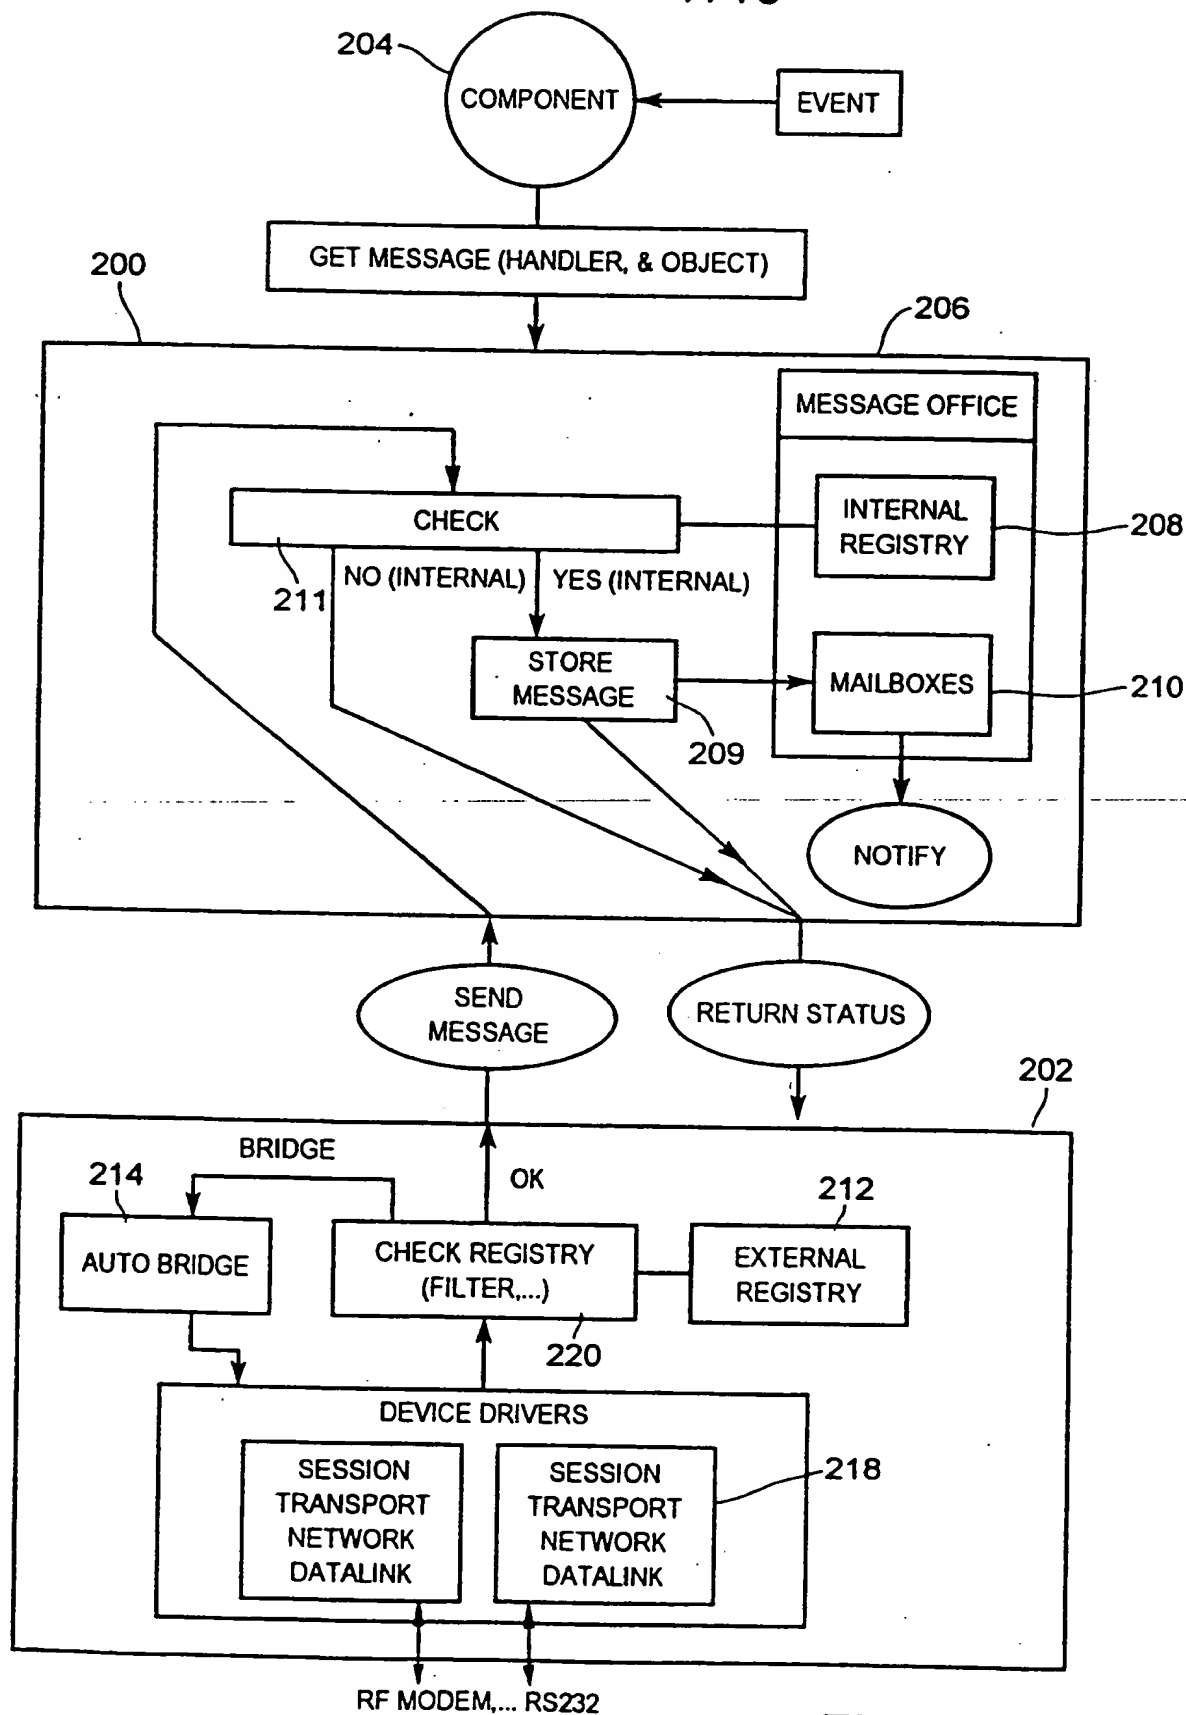 204
COMPONENT
EVENT
GET MESSAGE (HANDLER, & OBJECT)
200
206
MESSAGE OFFICE
CHECK
INTERNAL
REGISTRY
208
211
NO (INTERNAL)
YES (INTERNAL)
STORE
MESSAGE
209
MAILBOXES
210
NOTIFY
SEND
MESSAGE
RETURN STATUS
202
BRIDGE
OK
214
212
AUTO BRIDGE
CHECK REGISTRY
(FILTER,...)
EXTERNAL
REGISTRY
220
DEVICE DRIVERS
SESSION
TRANSPORT
NETWORK
DATALINK
SESSION
TRANSPORT
NETWORK
DATALINK
218
RF MODEM,... RS232